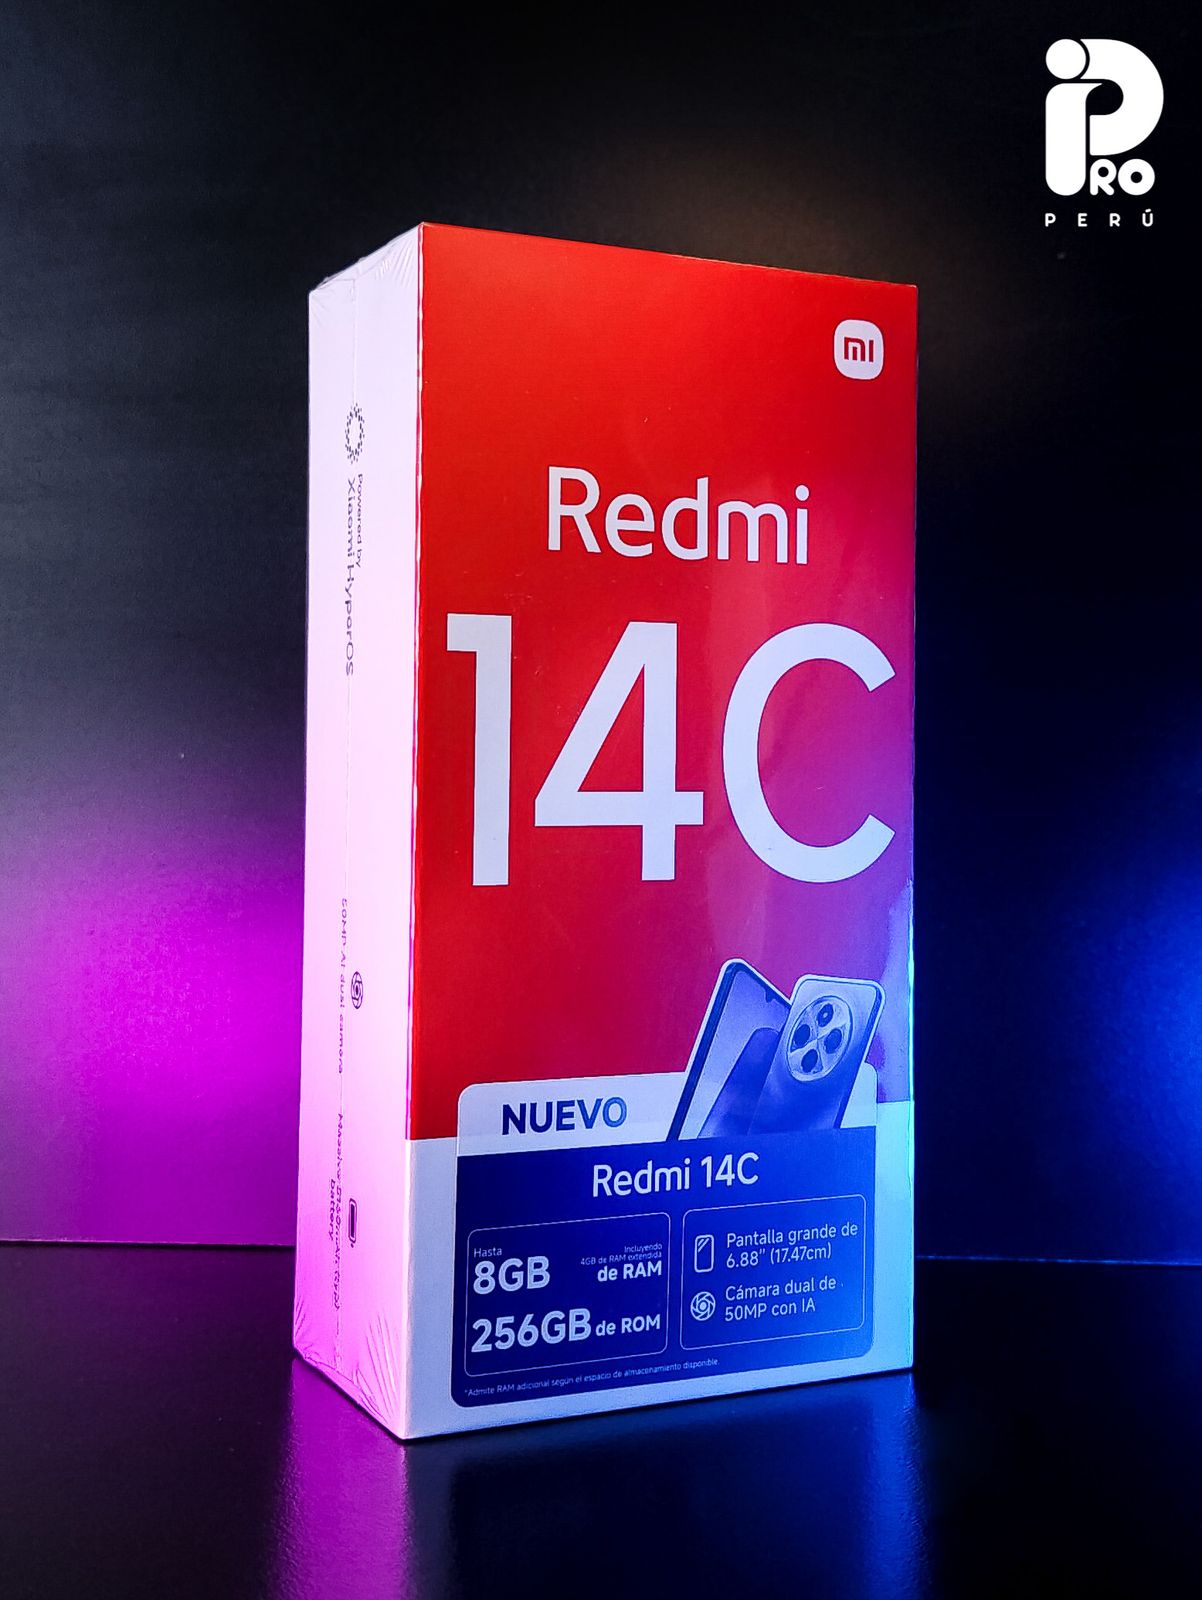 iPRO
PERÚ
mi
Redmi
14C
Powered by
Xiaomi HyperOS
50MP AI dual camera
battery
NUEVO
Redmi 14C
Hasta
8GB
Incluyendo
4GB de RAM extendida
de RAM
256GB de ROM
Pantalla grande de
6.88” (17.47cm)
Cámara dual de
50MP con IA
*Admite RAM adicional según el espacio de almacenamiento disponible.